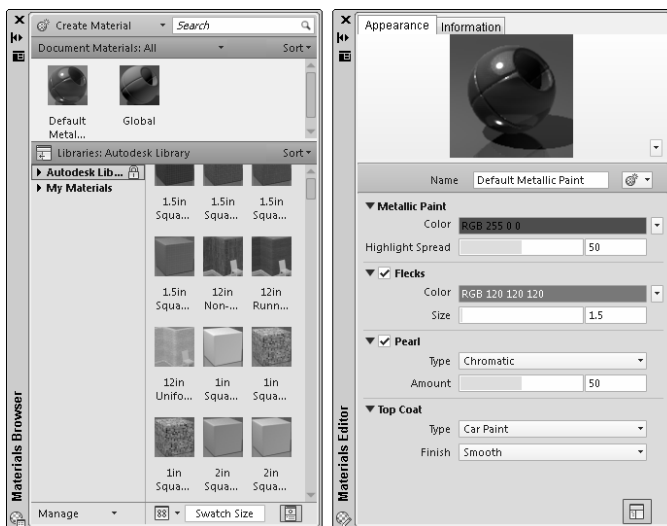 Create Material
Search
Document Materials: All
Sort
Default Metal...
Global
Libraries: Autodesk Library
Sort
Autodesk Lib...
My Materials
1.5in Squa...
1.5in Squa...
1.5in Squa...
1.5in Squa...
12in Non-...
12in Runn...
12in Unifo...
1in Squa...
1in Squa...
1in Squa...
2in Squa...
2in Squa...
Manage
Swatch Size
Materials Browser
Appearance
Information
Name
Default Metallic Paint
Metallic Paint
Color
RGB 255 0 0
Highlight Spread
50
Flecks
Color
RGB 120 120 120
Size
1.5
Pearl
Type
Chromatic
Amount
50
Top Coat
Type
Car Paint
Finish
Smooth
Materials Editor